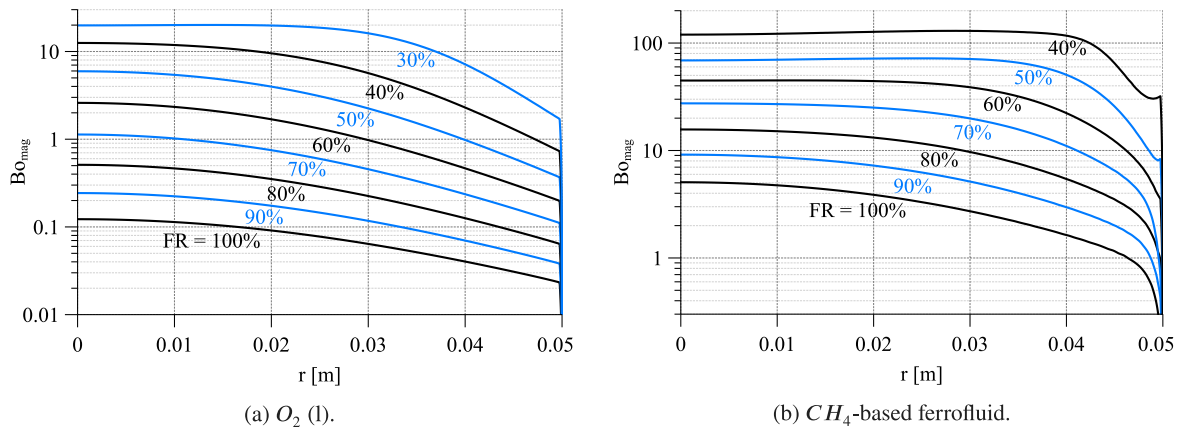 10
1
0.1
0.01
Bo_mag
30%
40%
50%
60%
70%
80%
90%
FR = 100%
0 0.01 0.02 0.03 0.04 0.05
r [m]
(a) O₂ (l).
100
10
1
Bo_mag
40%
50%
60%
70%
80%
90%
FR = 100%
0 0.01 0.02 0.03 0.04 0.05
r [m]
(b) CH₄-based ferrofluid.